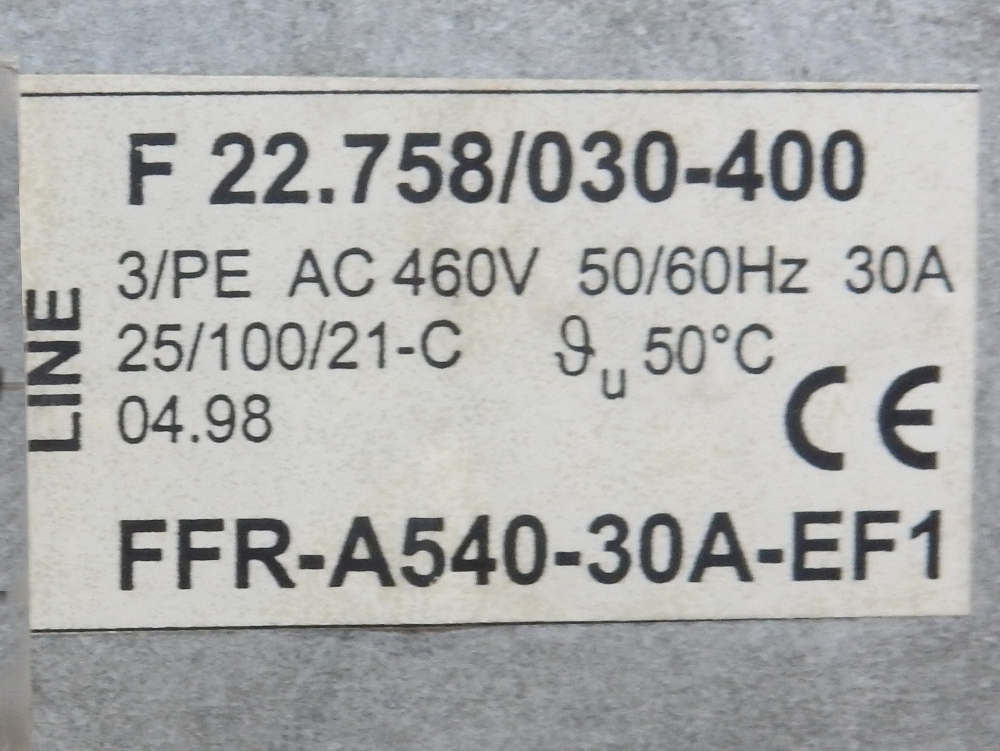 F 22.758/030-400
3/PE AC 460V 50/60Hz 30A
25/100/21-C ϑu 50°C
04.98
CE
FFR-A540-30A-EF1
LINE